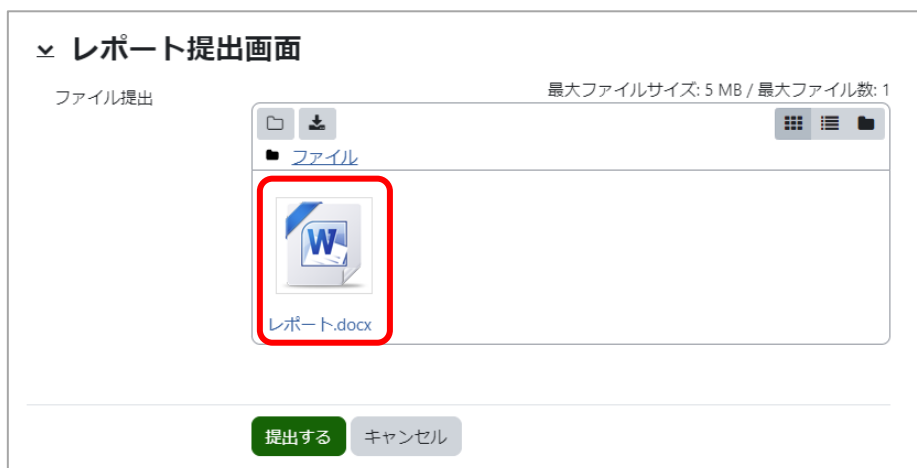 レポート提出画面
ファイル提出
最大ファイルサイズ: 5 MB / 最大ファイル数: 1
ファイル
W
レポート.docx
提出する キャンセル